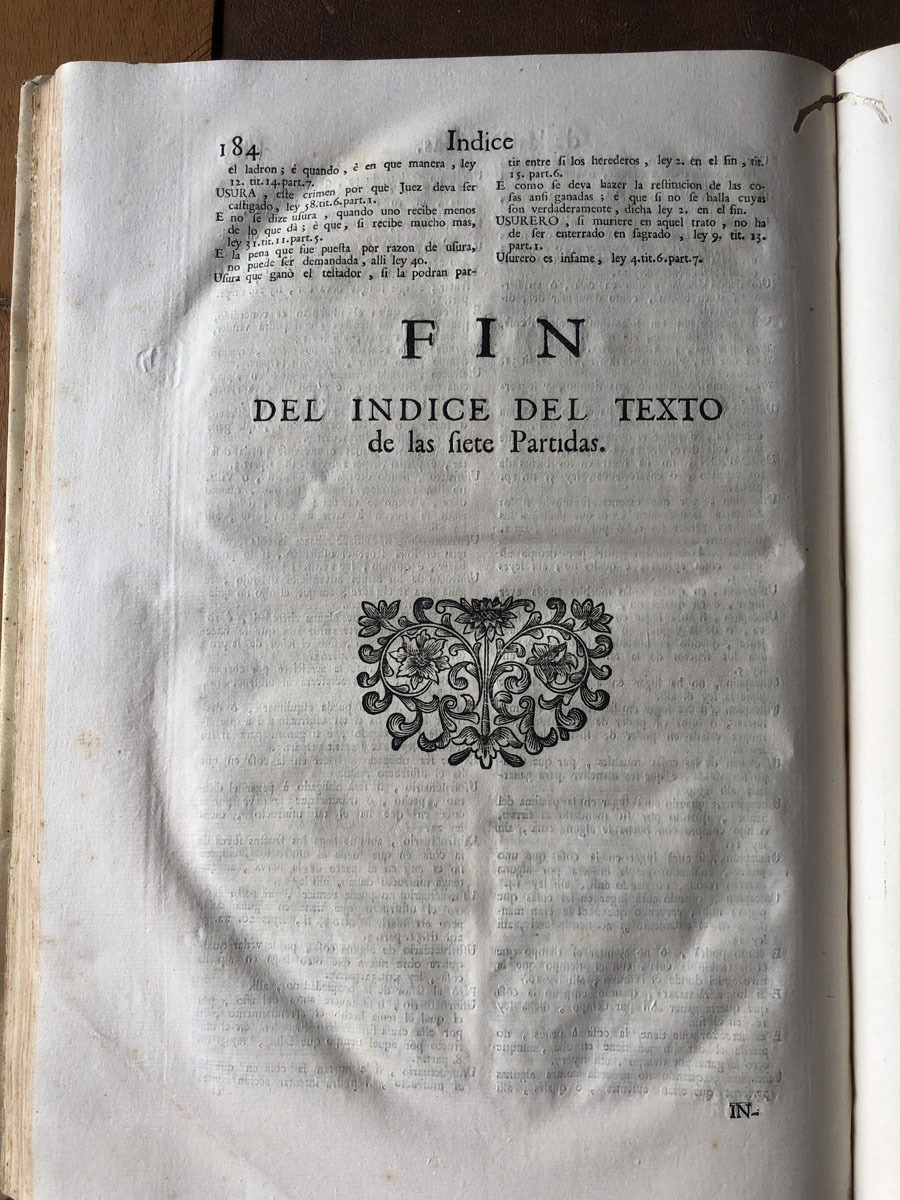 184
Indice
el ladron; è quando, è en que manera, ley
12. tit.14.part.7.
USURA, eſte crimen por què Juez deva ſer
caſtigado, ley 58.tit.6.part.1.
E no ſe dize uſura, quando uno recibe menos
de lo que dà; è que, ſi recibe mucho mas,
ley 31.tit.11.part.5.
E la pena que fue pueſta por razon de uſura,
no puede ſer demandada, alli ley 40.
Uſura que ganò el teſtador, ſi la podran par-
tir entre ſi los herederos, ley 2. en el fin, tit.
15. part.6.
E como ſe deva hazer la reſtitucion de las co-
ſas anſi ganadas; è que ſi no ſe halla cuyas
ſon verdaderamente, dicha ley 2. en el fin.
USURERO, ſi muriere en aquel trato, no ha
de ſer enterrado en ſagrado, ley 9. tit. 13.
part.1.
Uſurero es infame, ley 4.tit.6.part.7.
FIN
DEL INDICE DEL TEXTO
de las ſiete Partidas.
IN-